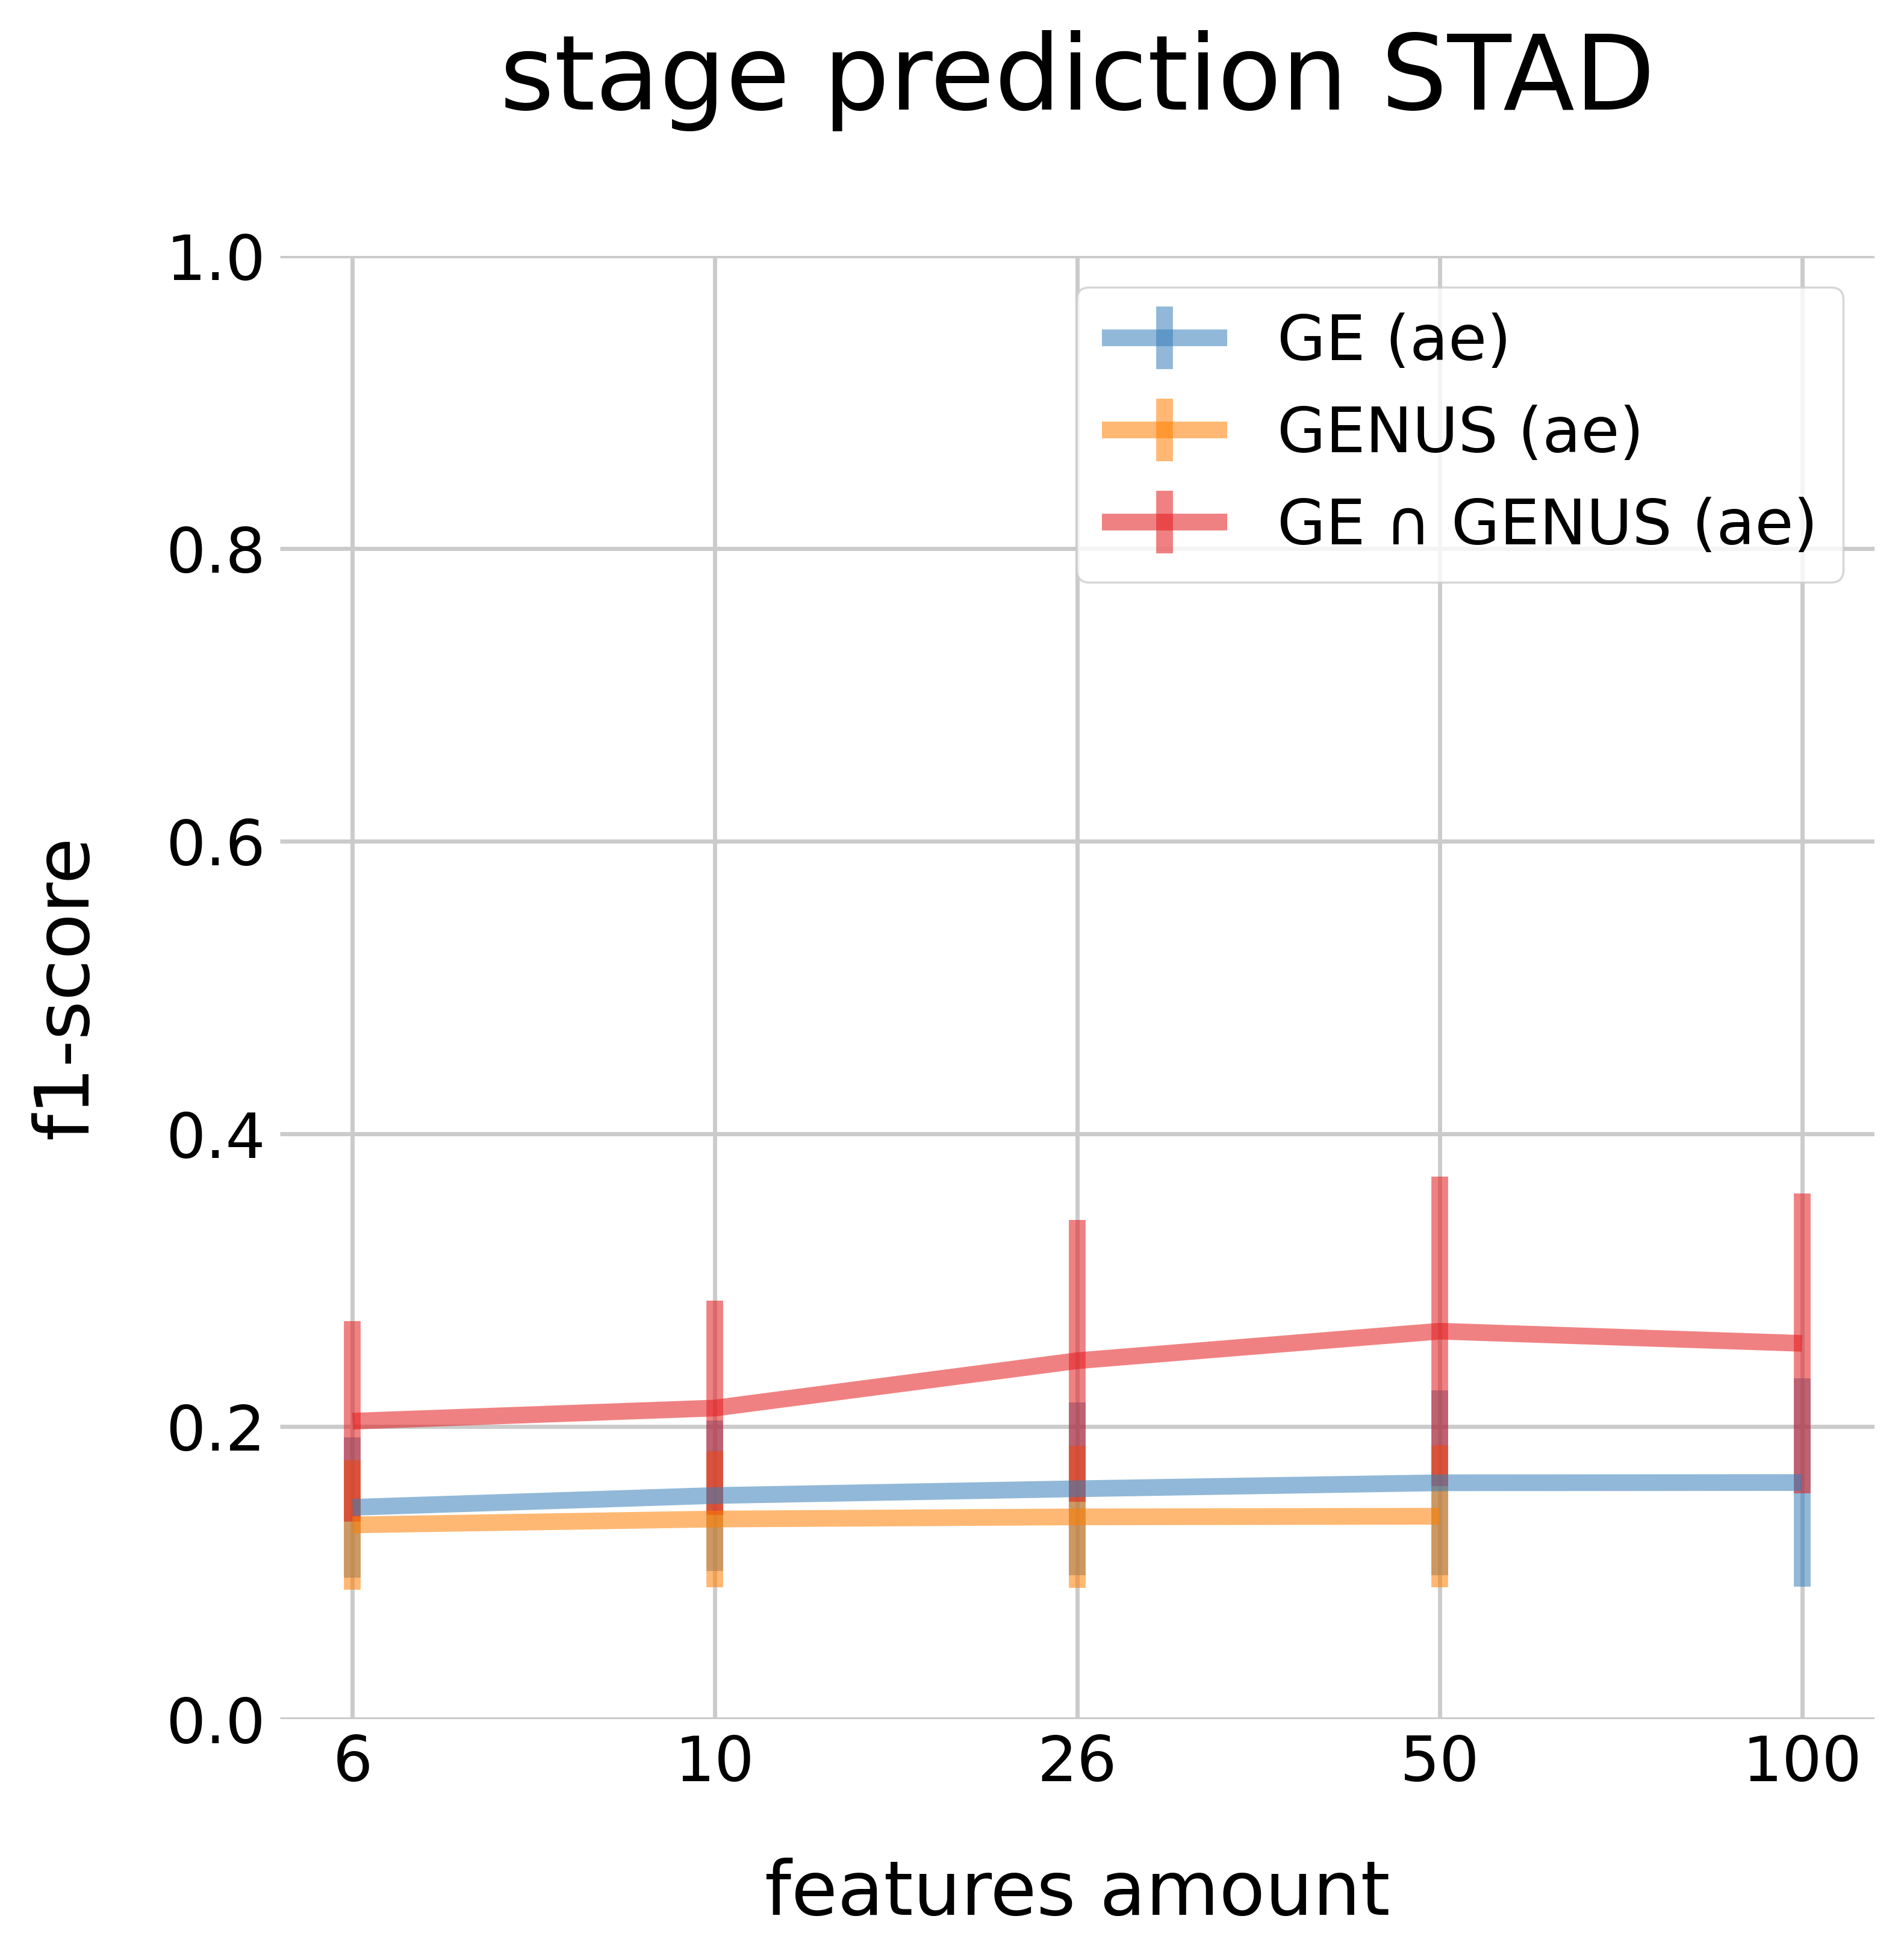 stage prediction STAD
1.0
0.8
0.6
0.4
0.2
0.0
f1-score
GE (ae)
GENUS (ae)
GE ∩ GENUS (ae)
6 10 26 50 100
features amount